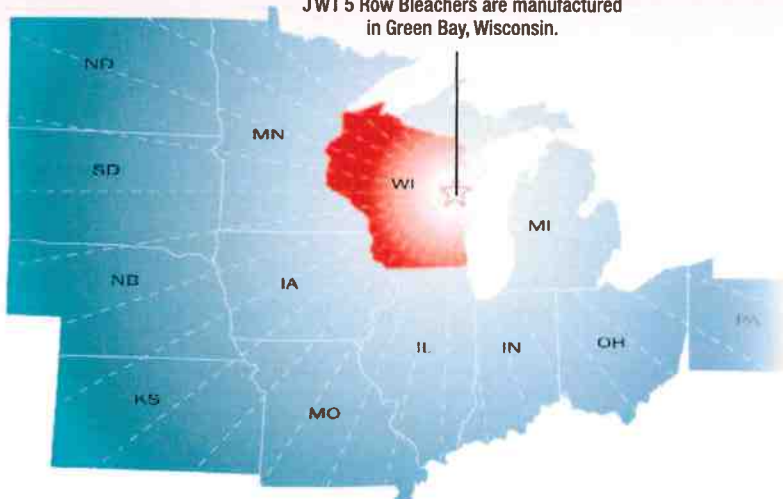 JWT 5 Row Bleachers are manufactured
in Green Bay, Wisconsin.
ND
MN
SD
WI
MI
NB
IA
IL
IN
OH
PA
KS
MO